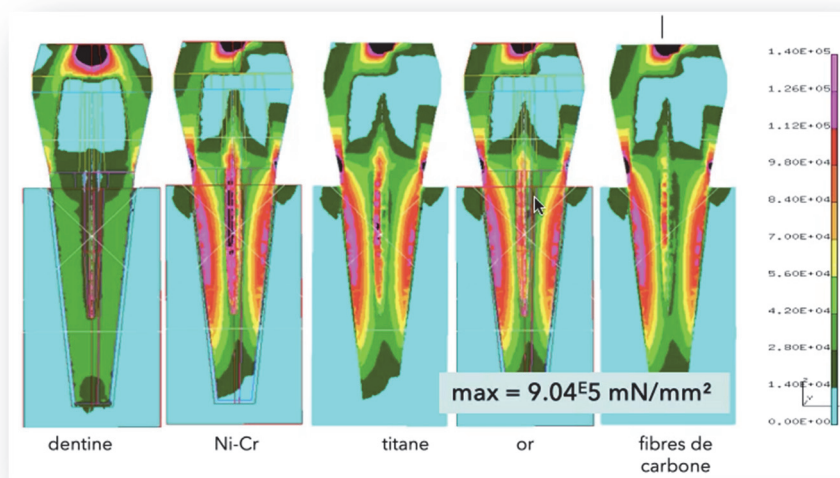 1.40E+05
1.26E+05
1.12E+05
9.80E+04
8.40E+04
7.00E+04
5.60E+04
4.20E+04
2.80E+04
1.40E+04
0.00E+00
max = 9.04ᴱ5 mN/mm²
dentine Ni-Cr titane or fibres de
carbone